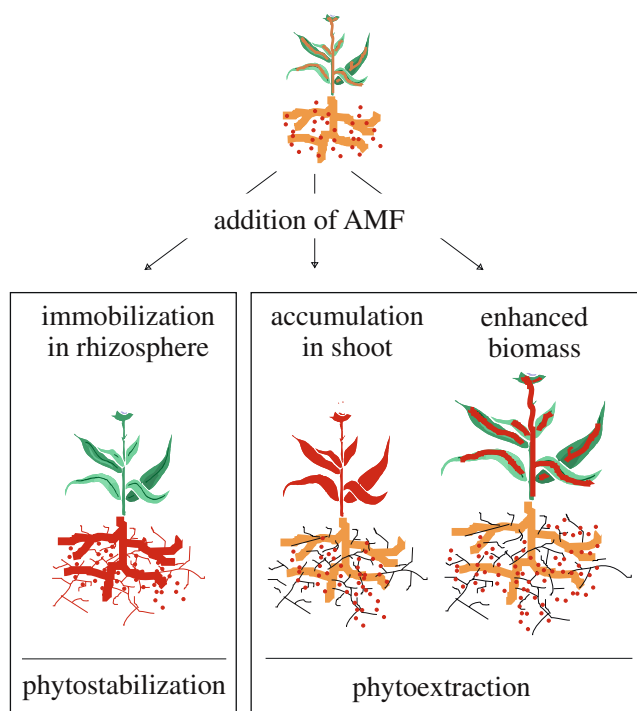 addition of AMF
immobilization
in rhizosphere
accumulation
in shoot
enhanced
biomass
phytostabilization
phytoextraction